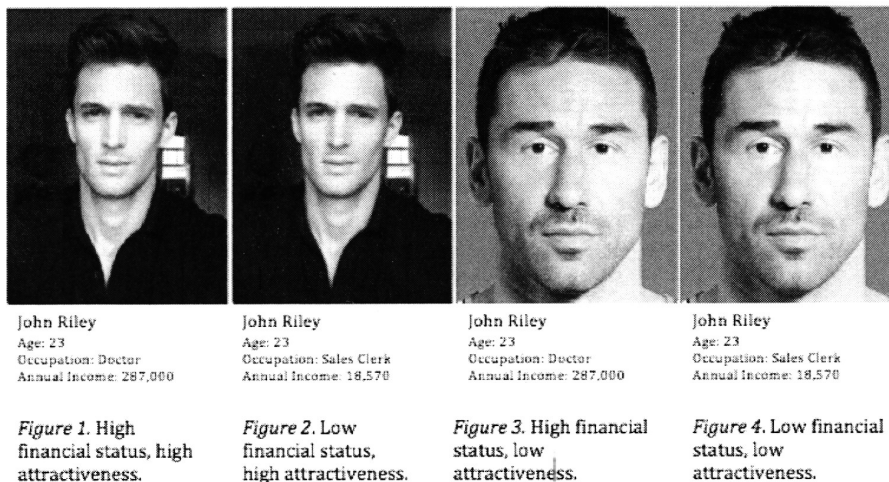 John Riley
Age: 23
Occupation: Doctor
Annual Income: 287,000
Figure 1. High
financial status, high
attractiveness.
John Riley
Age: 23
Occupation: Sales Clerk
Annual Income: 18,570
Figure 2. Low
financial status,
high attractiveness.
John Riley
Age: 23
Occupation: Doctor
Annual Income: 287,000
Figure 3. High financial
status, low
attractiveness.
John Riley
Age: 23
Occupation: Sales Clerk
Annual Income: 18,570
Figure 4. Low financial
status, low
attractiveness.